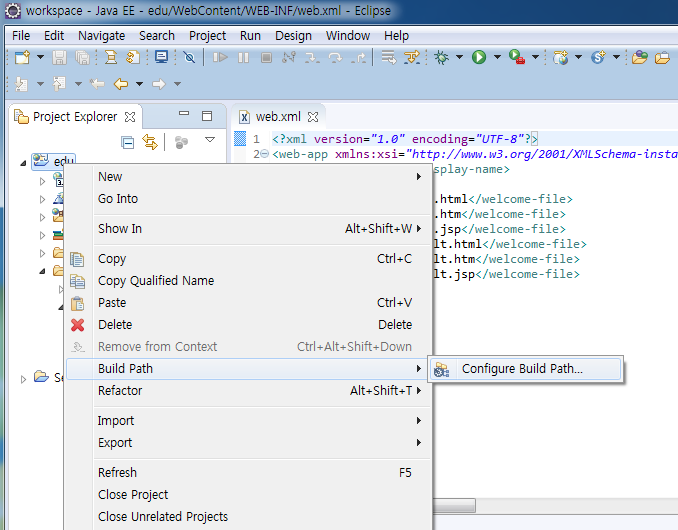 workspace - Java EE - edu/WebContent/WEB-INF/web.xml - Eclipse
File Edit Navigate Search Project Run Design Window Help
Project Explorer
web.xml
edu
1 <?xml version="1.0" encoding="UTF-8"?>
2 <web-app xmlns:xsi="http://www.w3.org/2001/XMLSchema-insta
splay-name>
.html</welcome-file>
.htm</welcome-file>
.jsp</welcome-file>
lt.html</welcome-file>
lt.htm</welcome-file>
lt.jsp</welcome-file>
New
Go Into
Show In Alt+Shift+W
Copy Ctrl+C
Copy Qualified Name
Paste Ctrl+V
Delete Delete
Remove from Context Ctrl+Alt+Shift+Down
Build Path
Configure Build Path...
Refactor Alt+Shift+T
Import
Export
Refresh F5
Close Project
Close Unrelated Projects